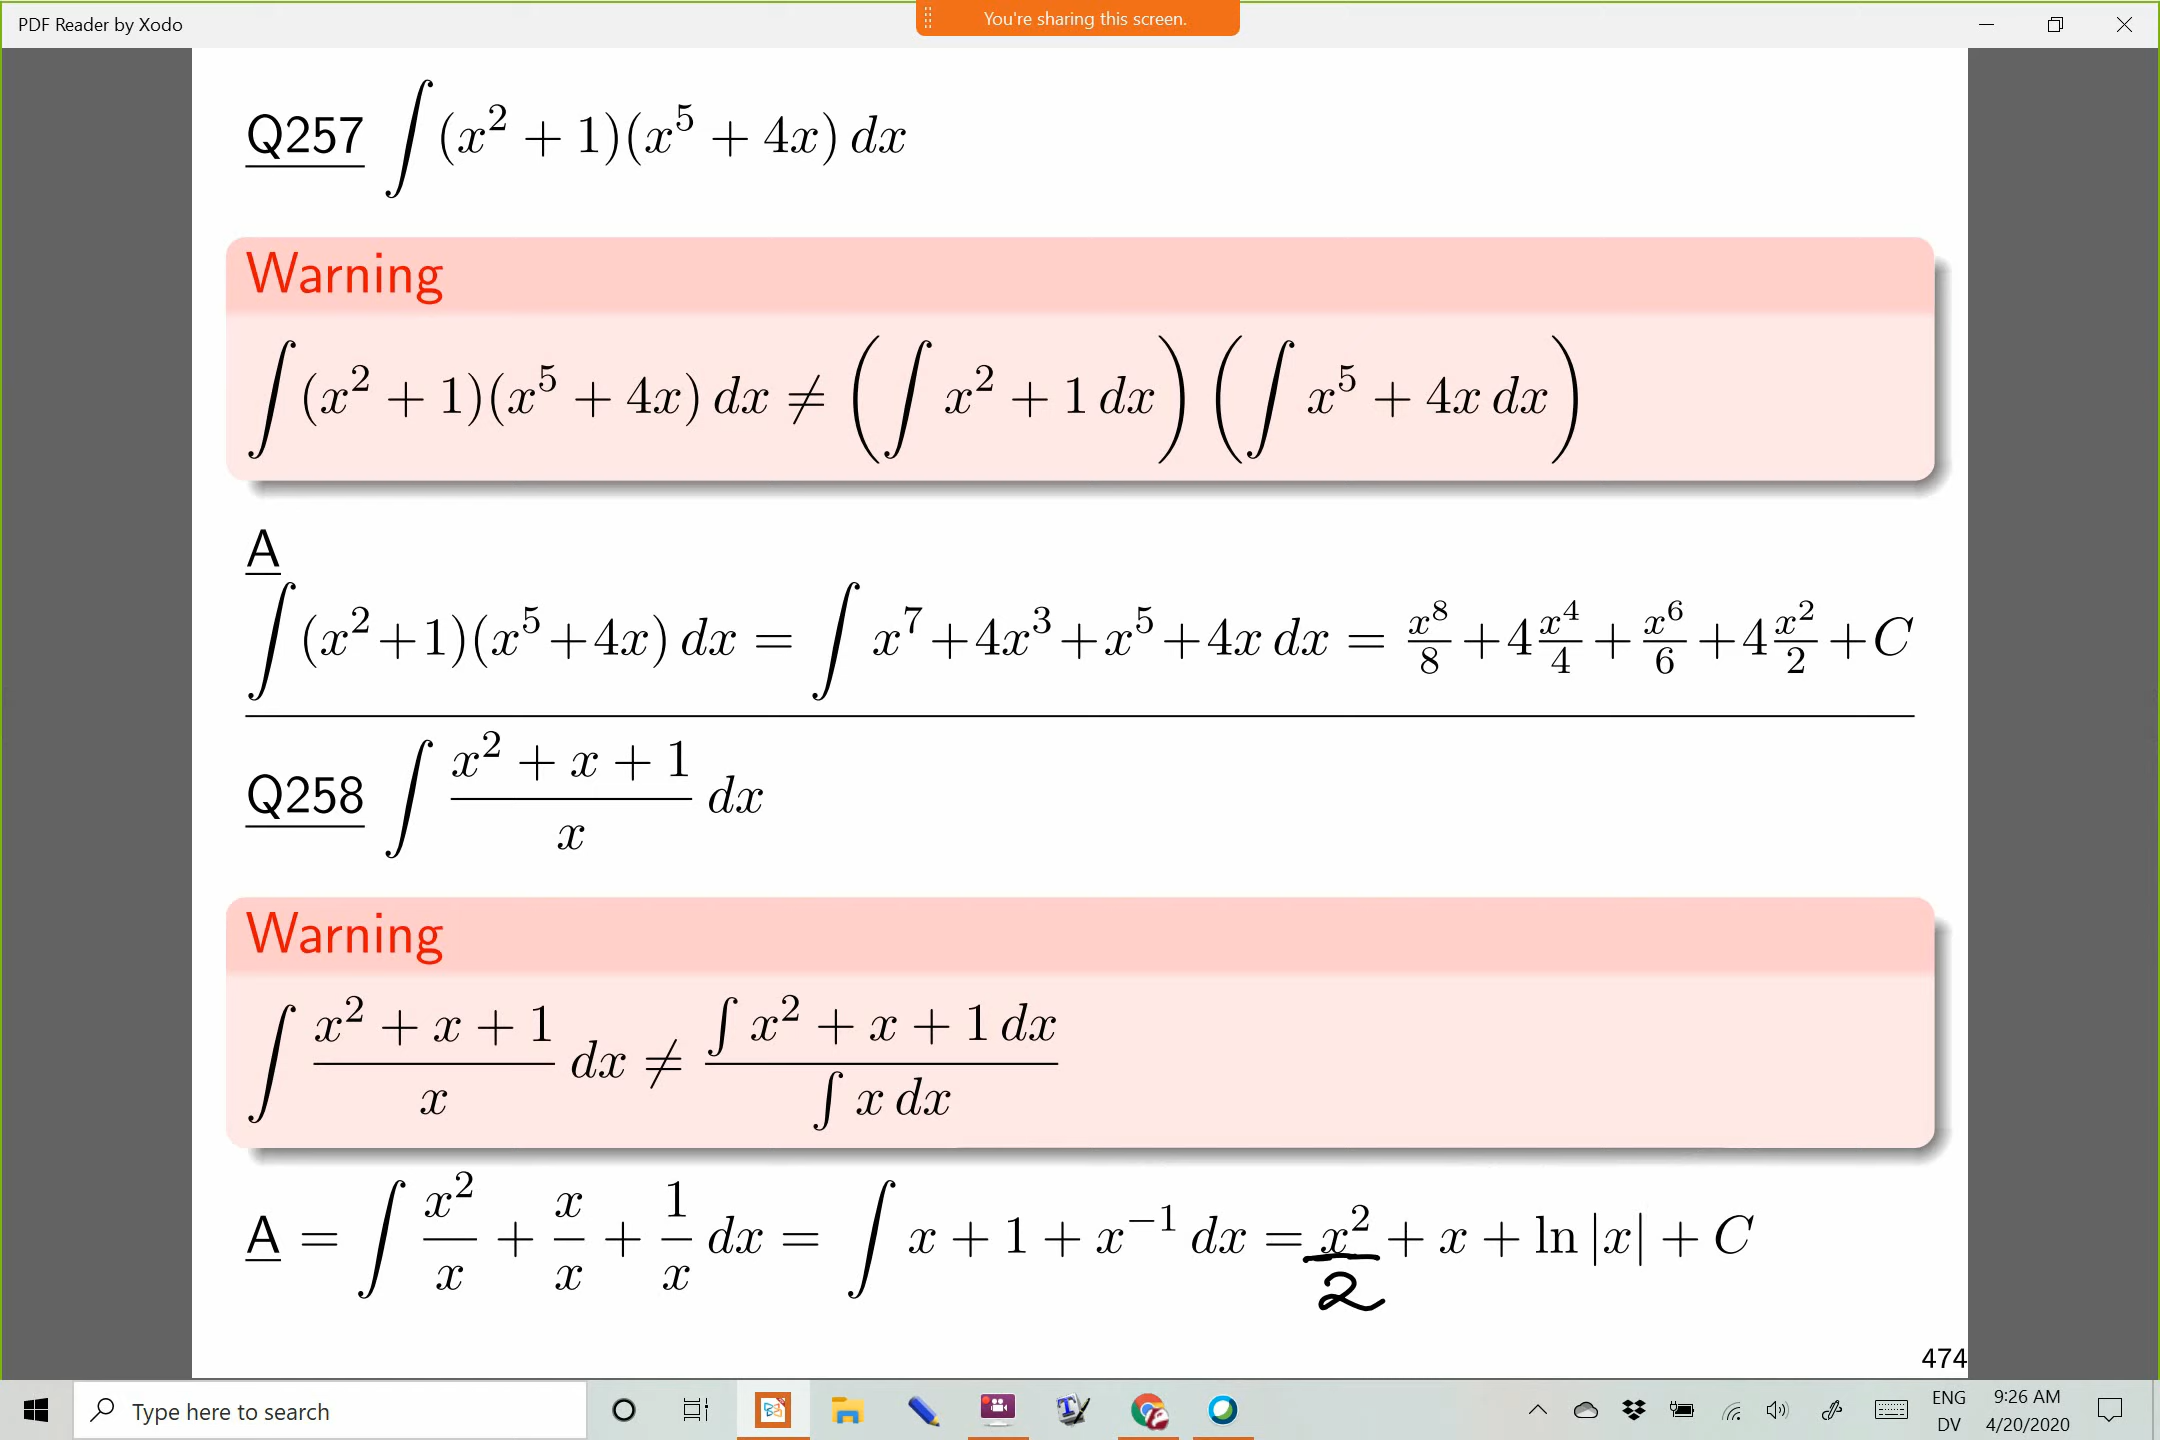 PDF Reader by Xodo
You're sharing this screen.
Q257 ∫(x² + 1)(x⁵ + 4x) dx
Warning
∫(x² + 1)(x⁵ + 4x) dx ≠ (∫ x² + 1 dx) (∫ x⁵ + 4x dx)
A
∫(x² + 1)(x⁵ + 4x) dx = ∫ x⁷ + 4x³ + x⁵ + 4x dx = x⁸/8 + 4 x⁴/4 + x⁶/6 + 4 x²/2 + C
Q258 ∫ (x² + x + 1)/x dx
Warning
∫ (x² + x + 1)/x dx ≠ (∫ x² + x + 1 dx)/(∫ x dx)
A = ∫ x²/x + x/x + 1/x dx = ∫ x + 1 + x⁻¹ dx = x²/2 + x + ln |x| + C
474
Type here to search
ENG
DV
9:26 AM
4/20/2020